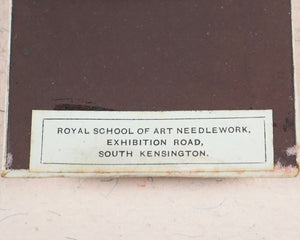 ROYAL SCHOOL OF ART NEEDLEWORK,
EXHIBITION ROAD,
SOUTH KENSINGTON.